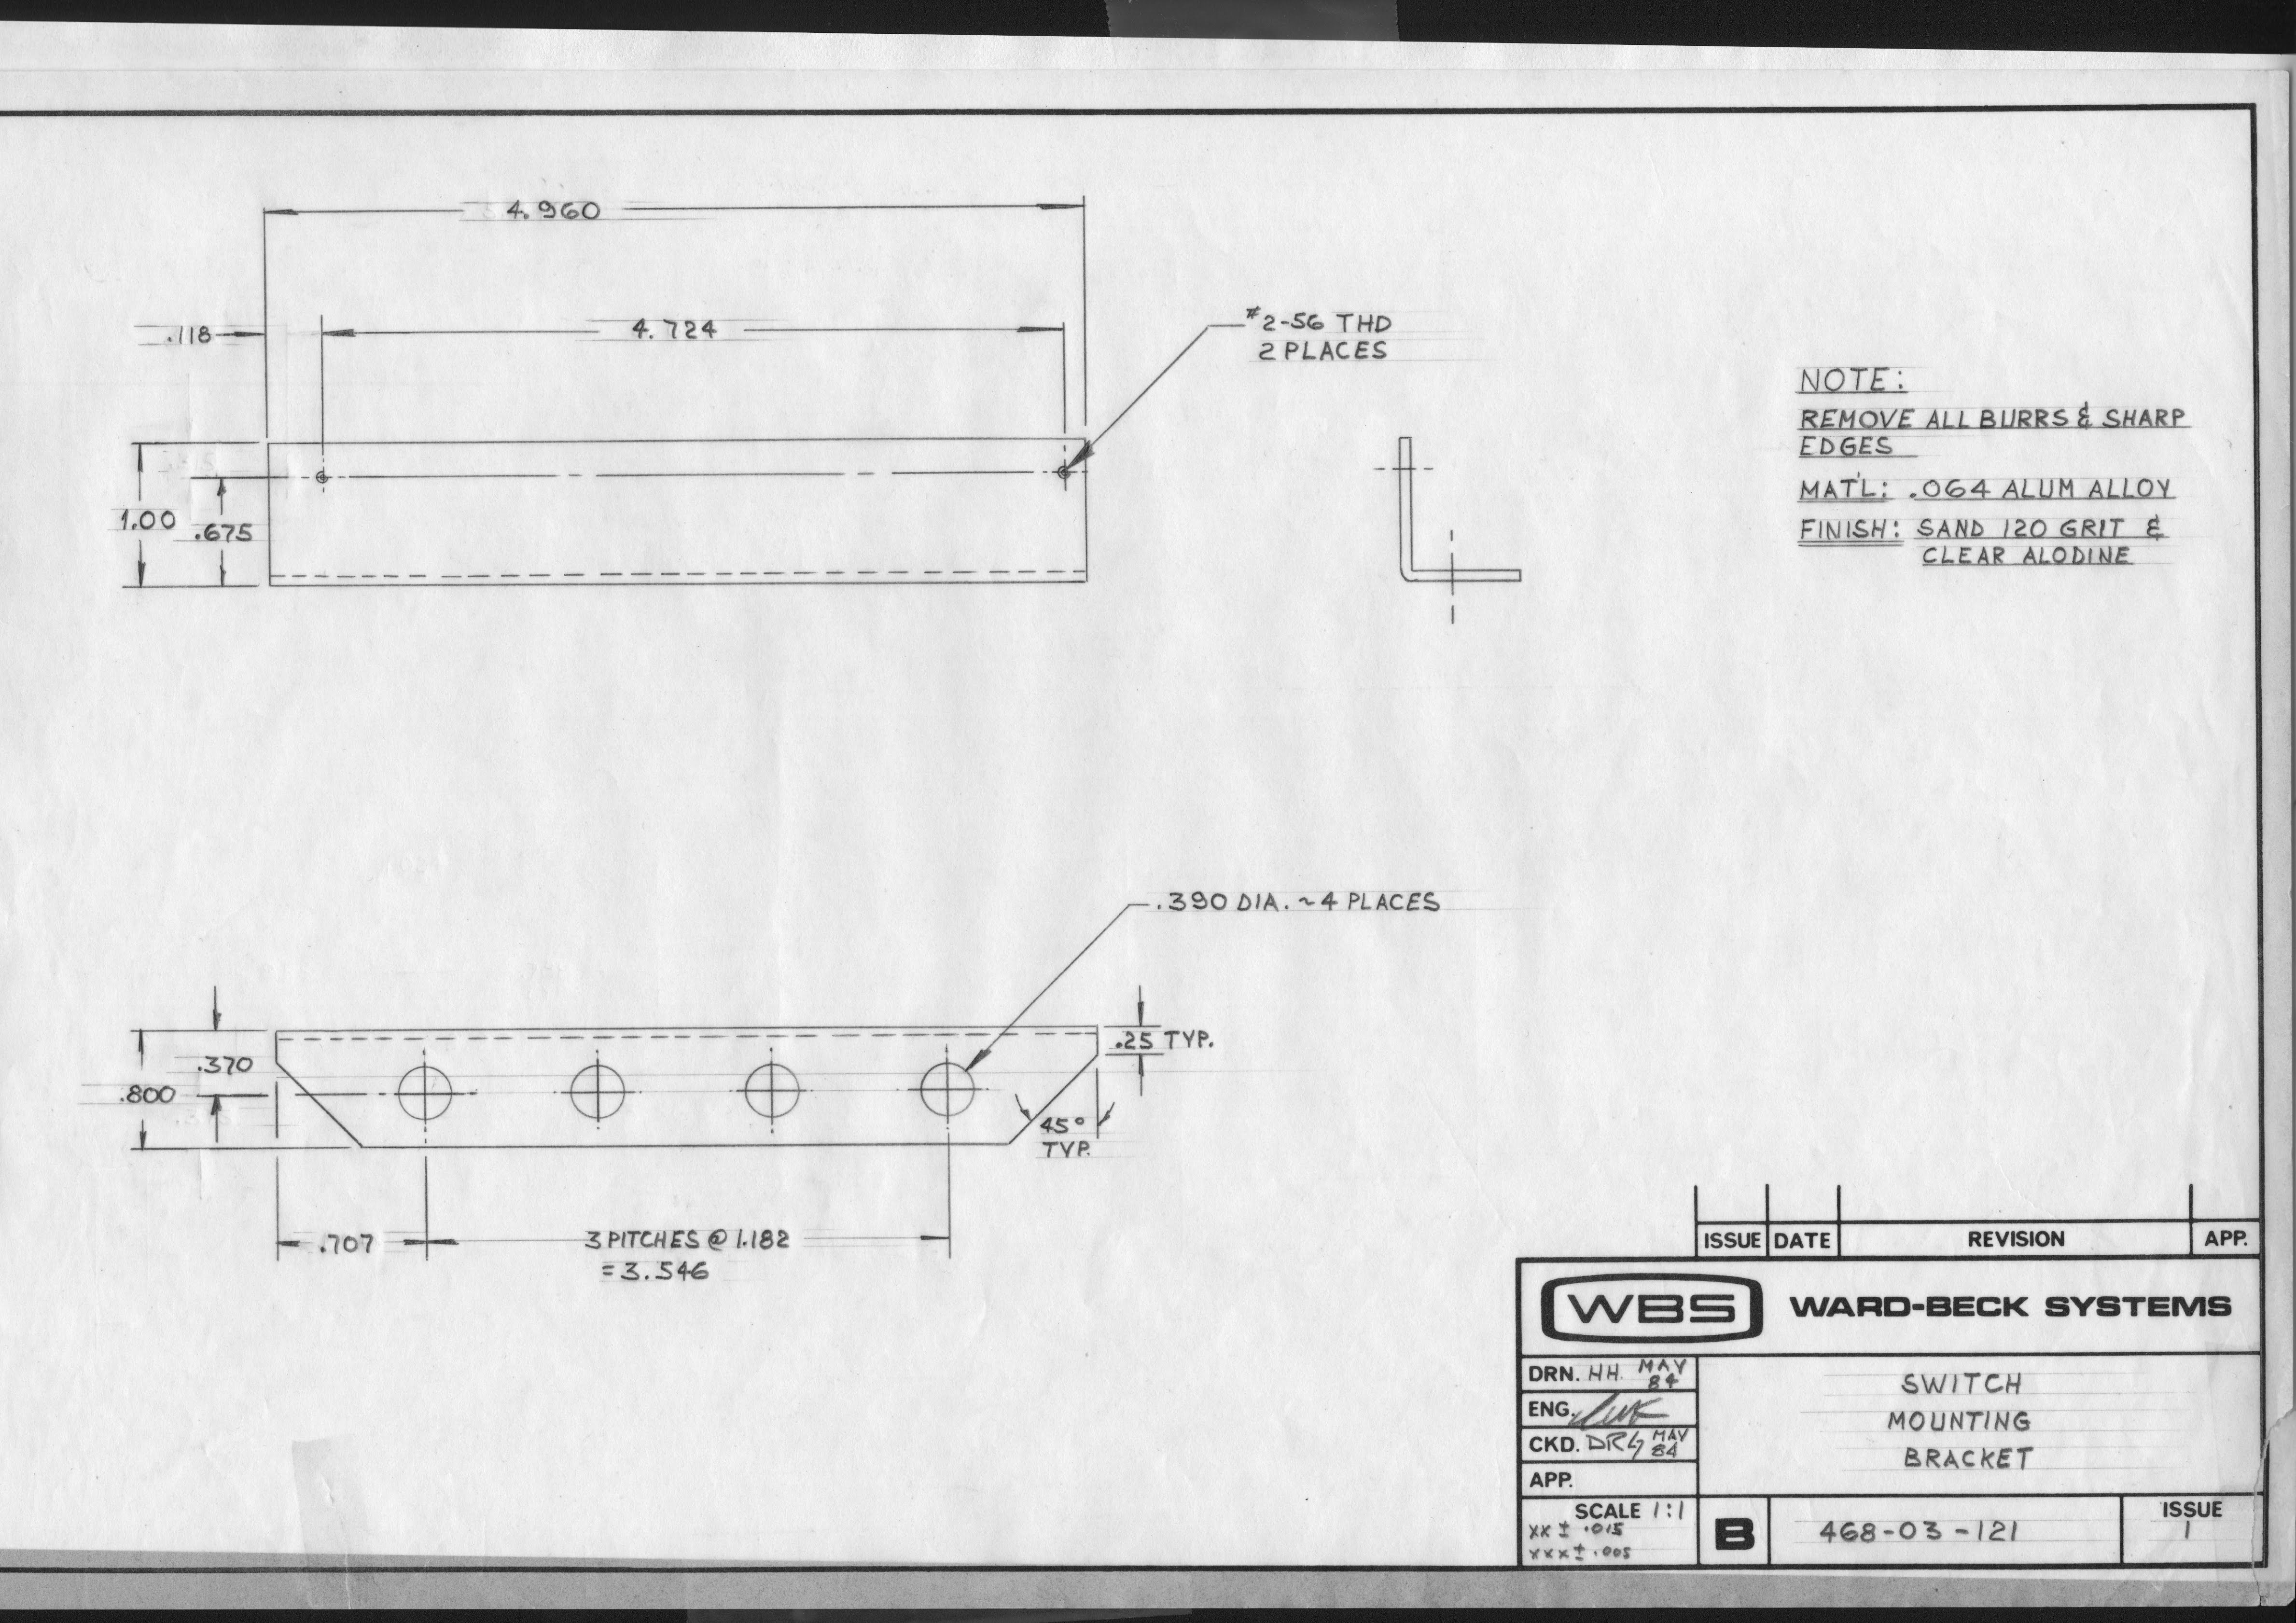 4.960
.118
4.724
#2-56 THD
2 PLACES
1.00
.675
NOTE:
REMOVE ALL BURRS & SHARP
EDGES
MAT'L: .064 ALUM ALLOY
FINISH: SAND 120 GRIT &
CLEAR ALODINE
.390 DIA. ~ 4 PLACES
.370
.800
.25 TYP.
45°
TYP.
.707
3 PITCHES @ 1.182
= 3.546
ISSUE DATE REVISION APP.
WBS WARD-BECK SYSTEMS
DRN. HH. MAY 84
ENG.
CKD. DRG MAY 84
APP.
SWITCH
MOUNTING
BRACKET
SCALE 1:1
XX ± .015
XXX ± .005
B
468-03-121
ISSUE
1